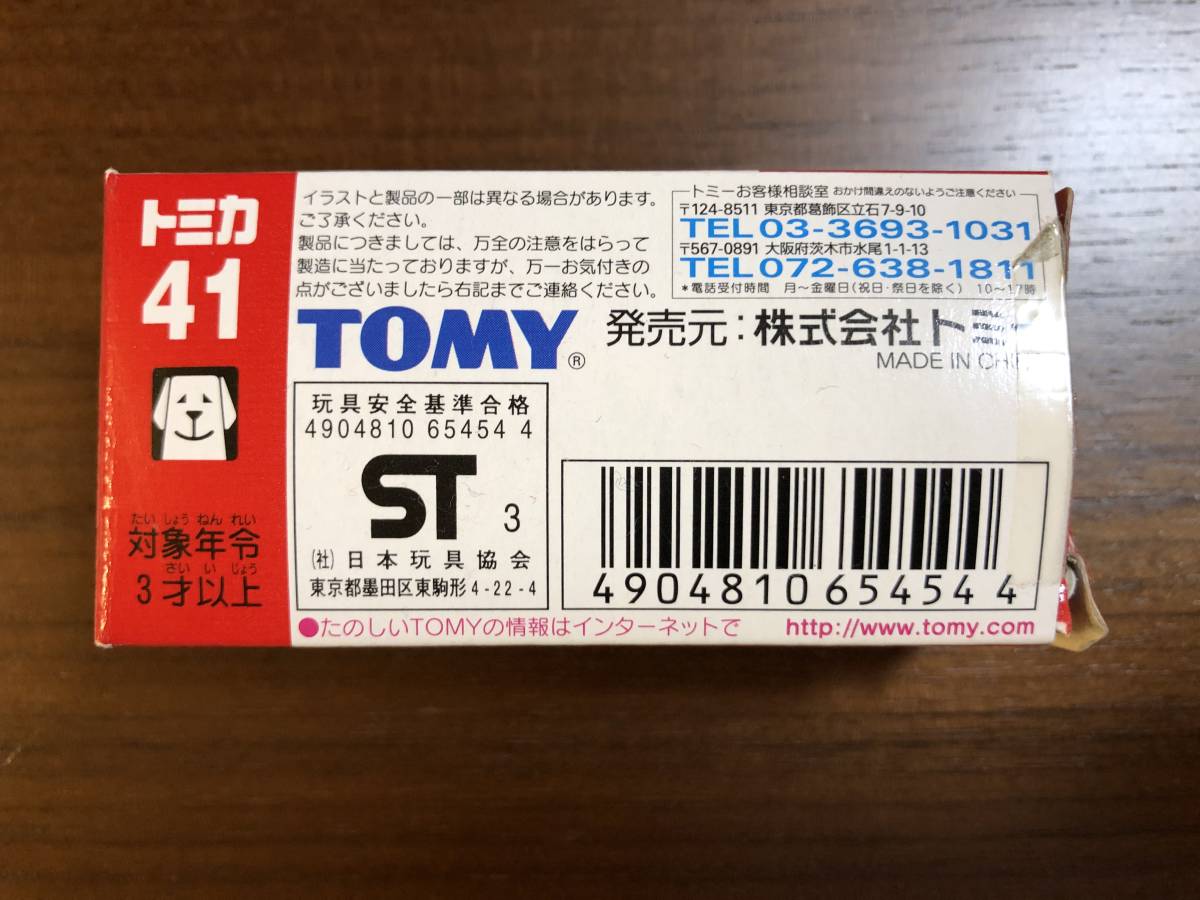 トミカ
41
たいしょうねんれい
対象年令
さいいじょう
3才以上
イラストと製品の一部は異なる場合があります。
ご了承ください。
製品につきましては、万全の注意をはらって
製造に当たっておりますが、万一お気付きの
点がございましたら右記までご連絡ください。
トミーお客様相談室 おかけ間違えのないようご注意ください
〒124-8511 東京都葛飾区立石7-9-10
TEL 03-3693-1031
〒567-0891 大阪府茨木市水尾1-1-13
TEL 072-638-1811
*電話受付時間 月~金曜日(祝日・祭日を除く) 10~17時
TOMY®
発売元:株式会社ト
MADE IN
玩具安全基準合格
4904810 65454 4
ST 3
(社)日本玩具協会
東京都墨田区東駒形4-22-4
4904810654544
●たのしいTOMYの情報はインターネットで http://www.tomy.com